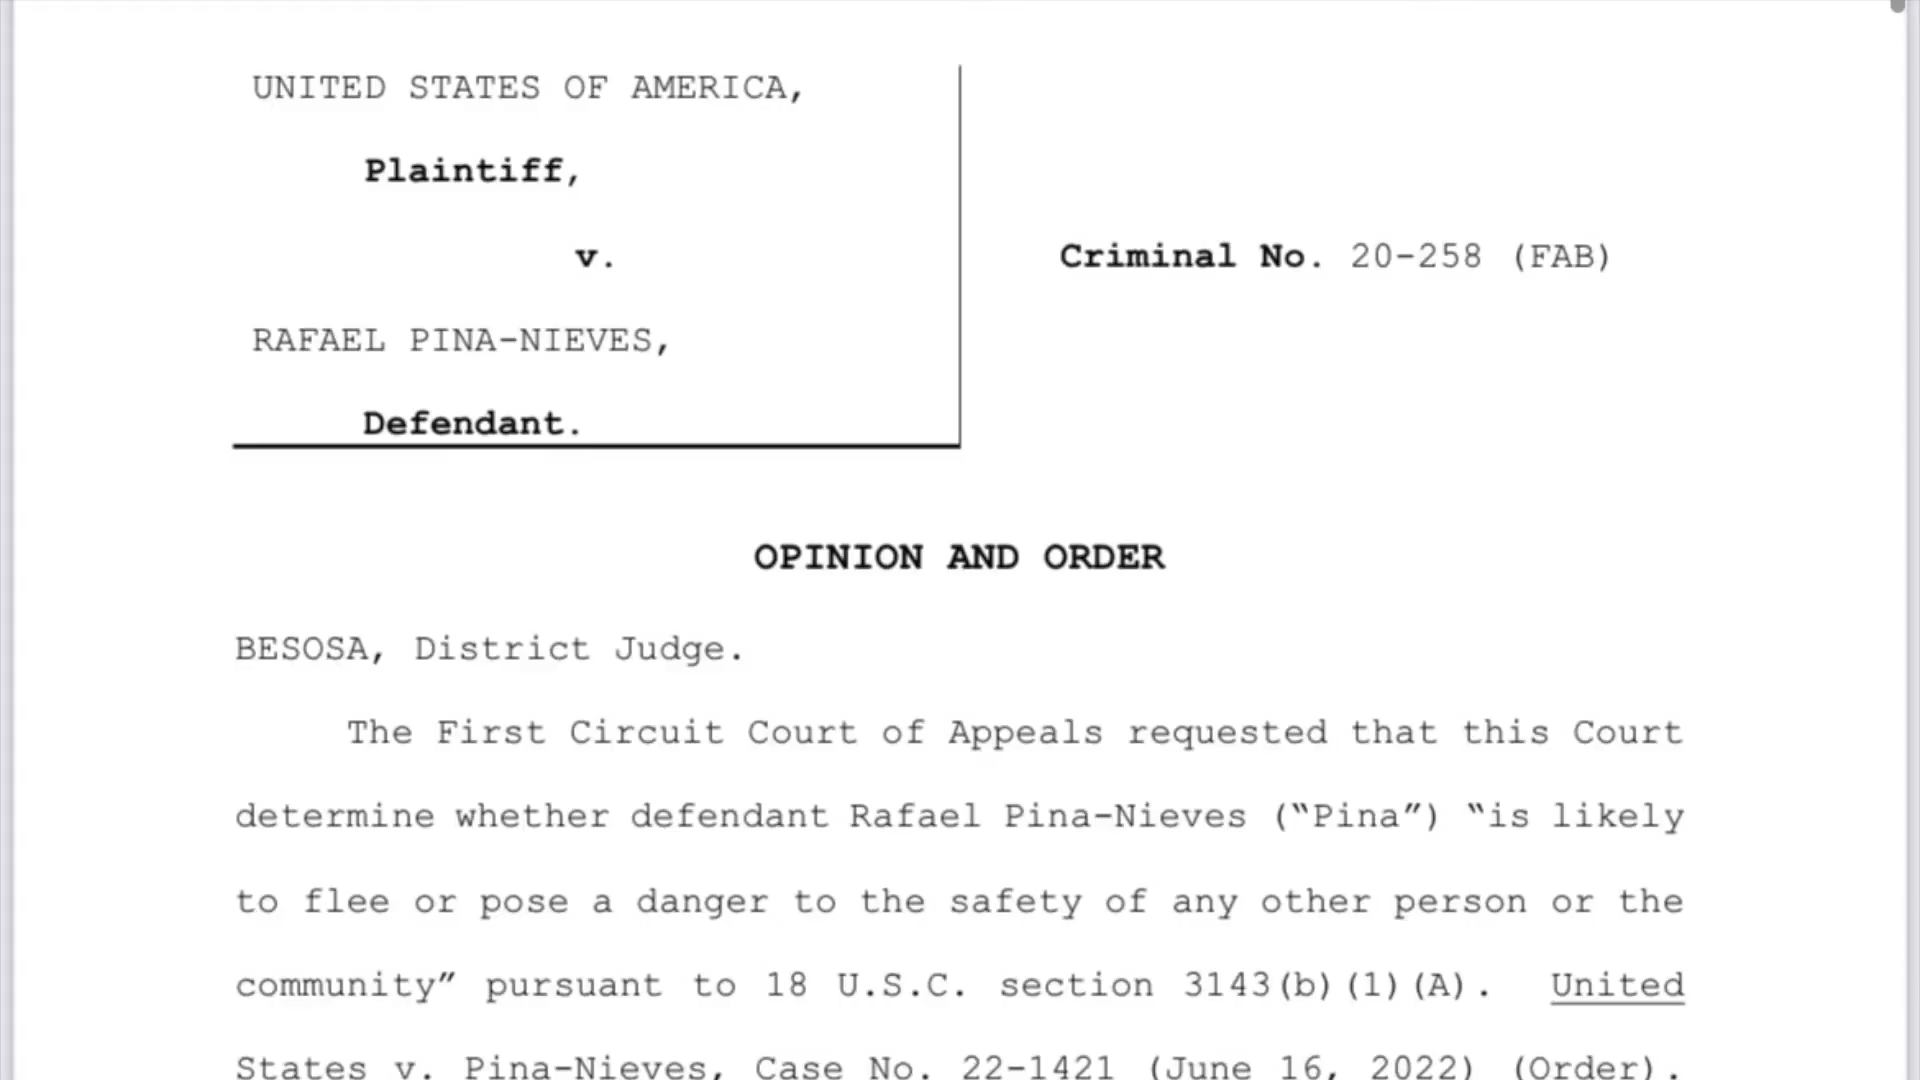 UNITED STATES OF AMERICA,
Plaintiff,
v.
Criminal No. 20-258 (FAB)
RAFAEL PINA-NIEVES,
Defendant.
OPINION AND ORDER
BESOSA, District Judge.
The First Circuit Court of Appeals requested that this Court
determine whether defendant Rafael Pina-Nieves (“Pina”) “is likely
to flee or pose a danger to the safety of any other person or the
community” pursuant to 18 U.S.C. section 3143(b)(1)(A). United
States v. Pina-Nieves, Case No. 22-1421 (June 16, 2022) (Order).